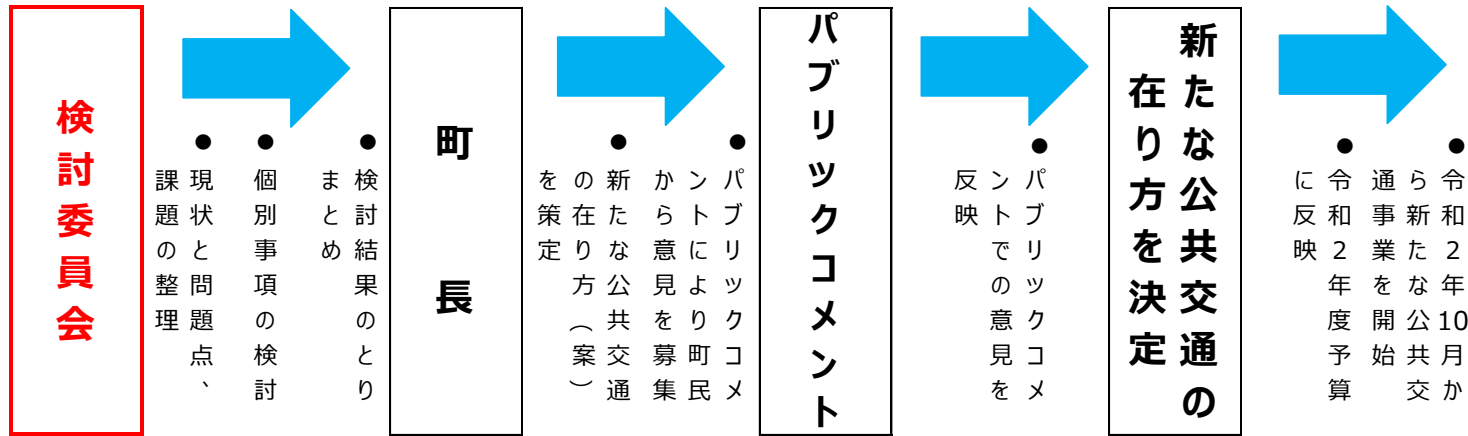 検討委員会
● 現状と問題点、
課題の整理
● 個別事項の検討
● 検討結果のとり
まとめ
町長
● 新たな公共交通
の在り方（案）
を策定
● パブリックコメ
ントにより町民
から意見を募集
パブリックコメント
● パブリックコメ
ントでの意見を
反映
新たな公共交通の
在り方を決定
● 令和２年度予算
に反映
● 令和２年10月か
ら新たな公共交
通事業を開始